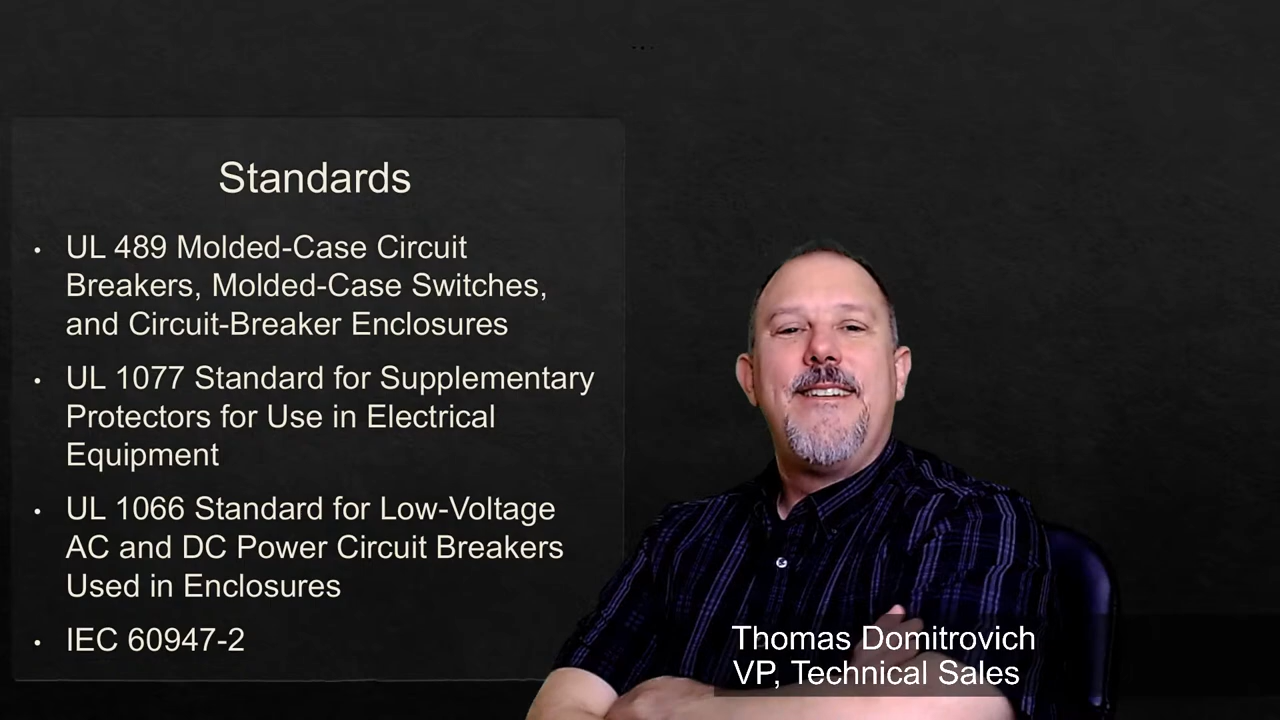 Standards
• UL 489 Molded-Case Circuit
Breakers, Molded-Case Switches,
and Circuit-Breaker Enclosures
• UL 1077 Standard for Supplementary
Protectors for Use in Electrical
Equipment
• UL 1066 Standard for Low-Voltage
AC and DC Power Circuit Breakers
Used in Enclosures
• IEC 60947-2
Thomas Domitrovich
VP, Technical Sales